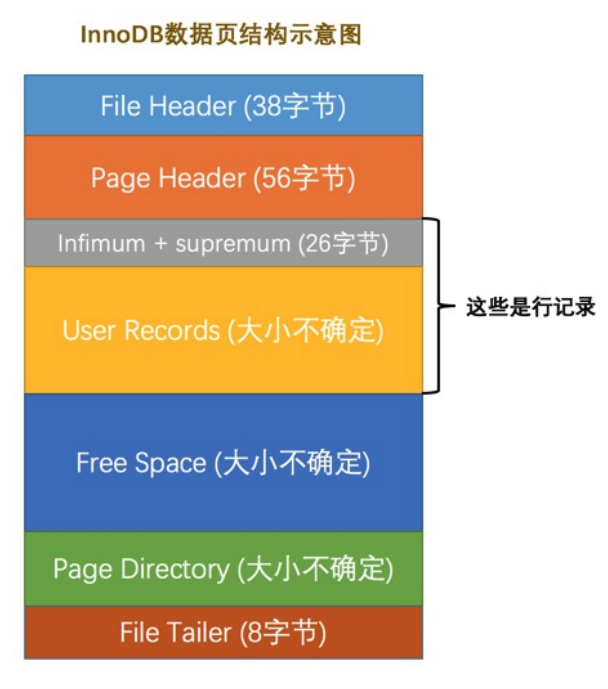 InnoDB数据页结构示意图
File Header (38字节)
Page Header (56字节)
Infimum + supremum (26字节)
User Records (大小不确定)
这些是行记录
Free Space (大小不确定)
Page Directory (大小不确定)
File Tailer (8字节)